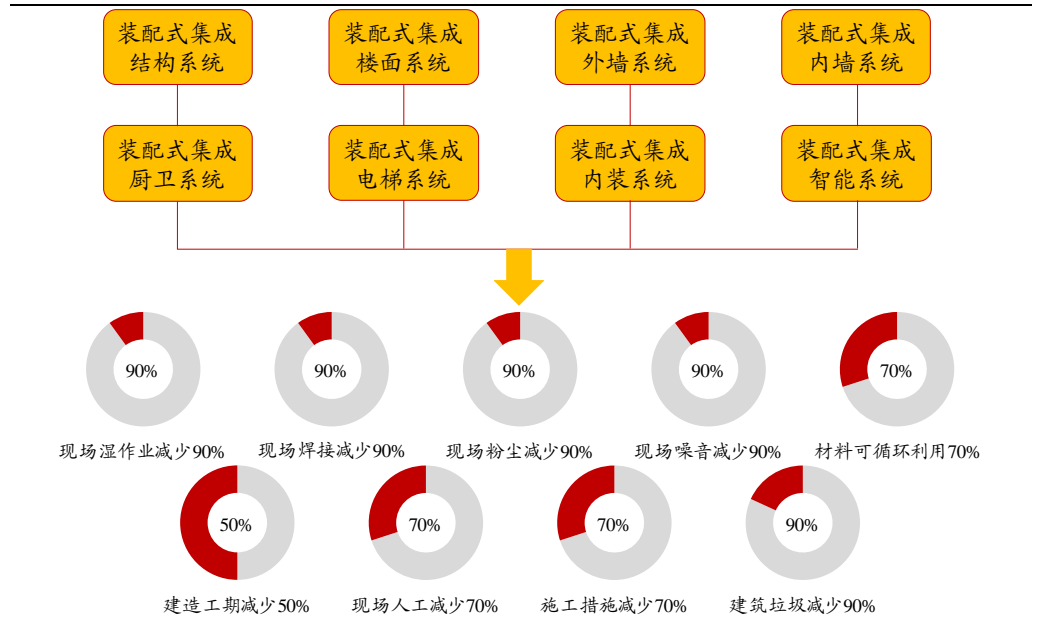 装配式集成
结构系统
装配式集成
楼面系统
装配式集成
外墙系统
装配式集成
内墙系统
装配式集成
厨卫系统
装配式集成
电梯系统
装配式集成
内装系统
装配式集成
智能系统
90%
90%
90%
90%
70%
现场湿作业减少90%
现场焊接减少90%
现场粉尘减少90%
现场噪音减少90%
材料可循环利用70%
50%
70%
70%
90%
建造工期减少50%
现场人工减少70%
施工措施减少70%
建筑垃圾减少90%